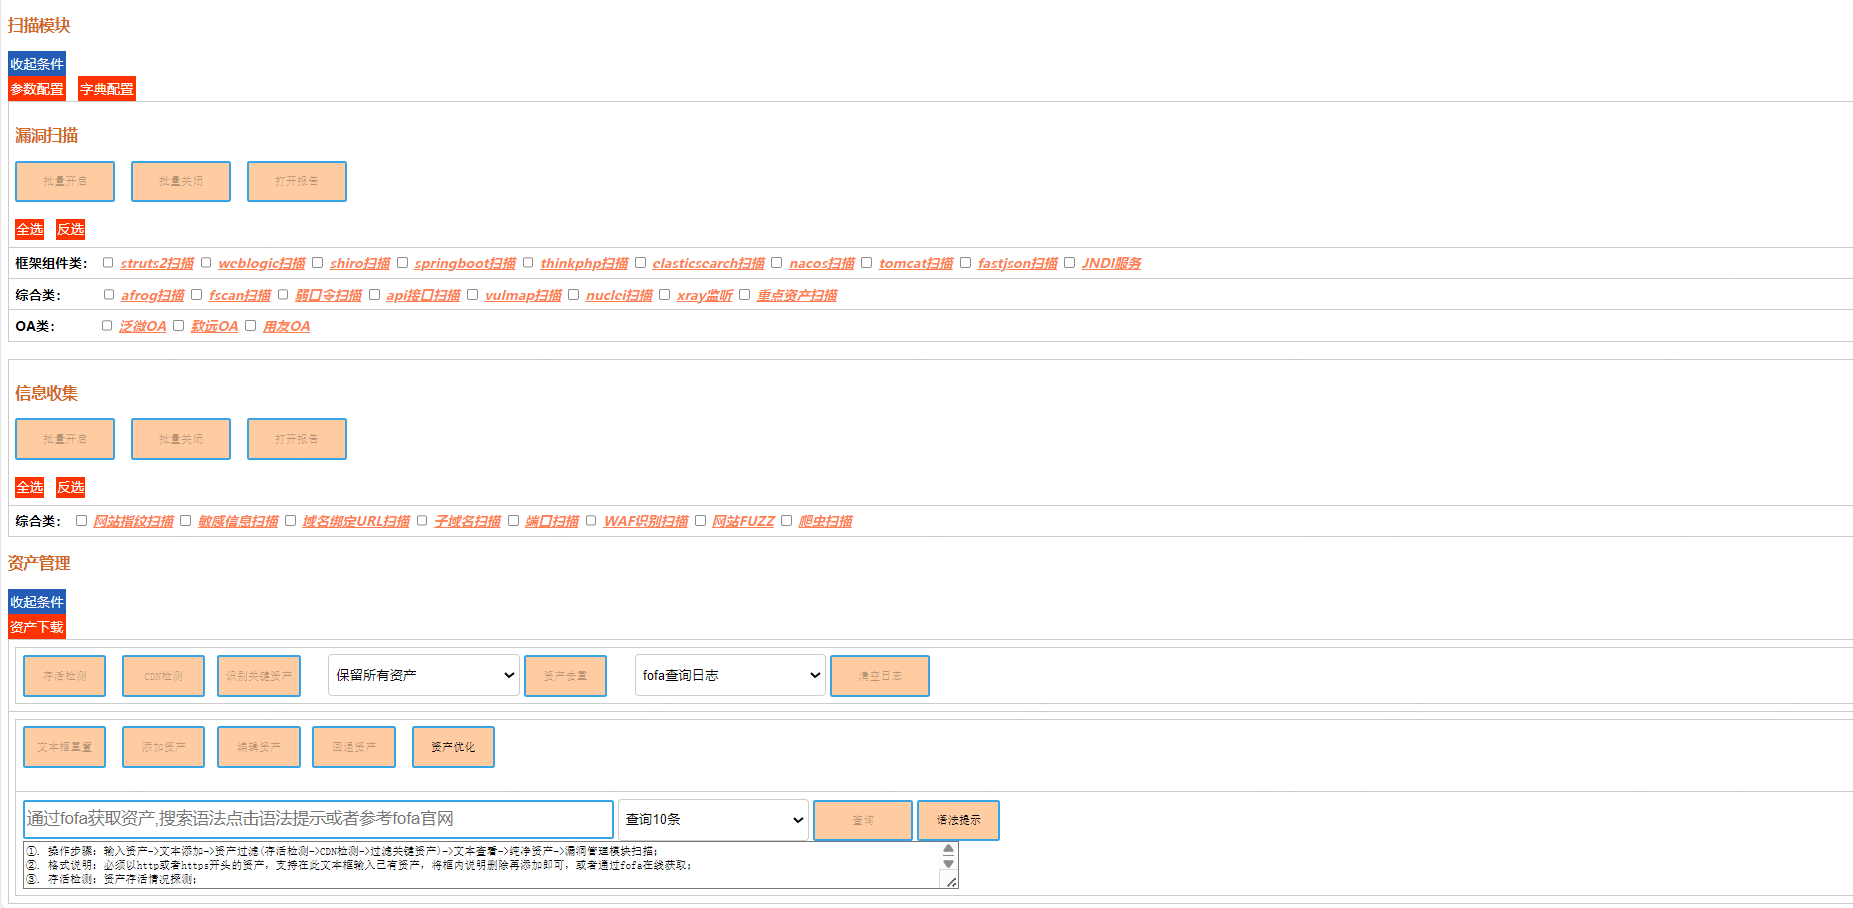 扫描模块
收起条件
参数配置 字典配置
漏洞扫描
批量开启 批量关闭 打开报告
全选 反选
框架组件类： struts2扫描 weblogic扫描 shiro扫描 springboot扫描 thinkphp扫描 elasticsearch扫描 nacos扫描 tomcat扫描 fastjson扫描 JNDI服务
综合类： afrog扫描 fscan扫描 弱口令扫描 api接口扫描 vulmap扫描 nuclei扫描 xray监听 重点资产扫描
OA类： 泛微OA 致远OA 用友OA
信息收集
批量开启 批量关闭 打开报告
全选 反选
综合类： 网站指纹扫描 敏感信息扫描 域名绑定URL扫描 子域名扫描 端口扫描 WAF识别扫描 网站FUZZ 爬虫扫描
资产管理
收起条件
资产下载
存活检测 CDN检测 识别关键资产 保留所有资产 资产去重 fofa查询日志 清空日志
文本框重置 添加资产 编辑资产 回退资产 资产优化
通过fofa获取资产,搜索语法点击语法提示或者参考fofa官网 查询10条 查询 语法提示
①. 操作步骤：输入资产->文本添加->资产过滤(存活检测->CDN检测->过滤关键资产)->文本查看->纯净资产->漏洞管理模块扫描；
②. 格式说明：必须以http或者https开头的资产，支持在此文本框输入已有资产，将框内说明删除再添加即可，或者通过fofa在线获取；
③. 存活检测：资产存活情况探测；